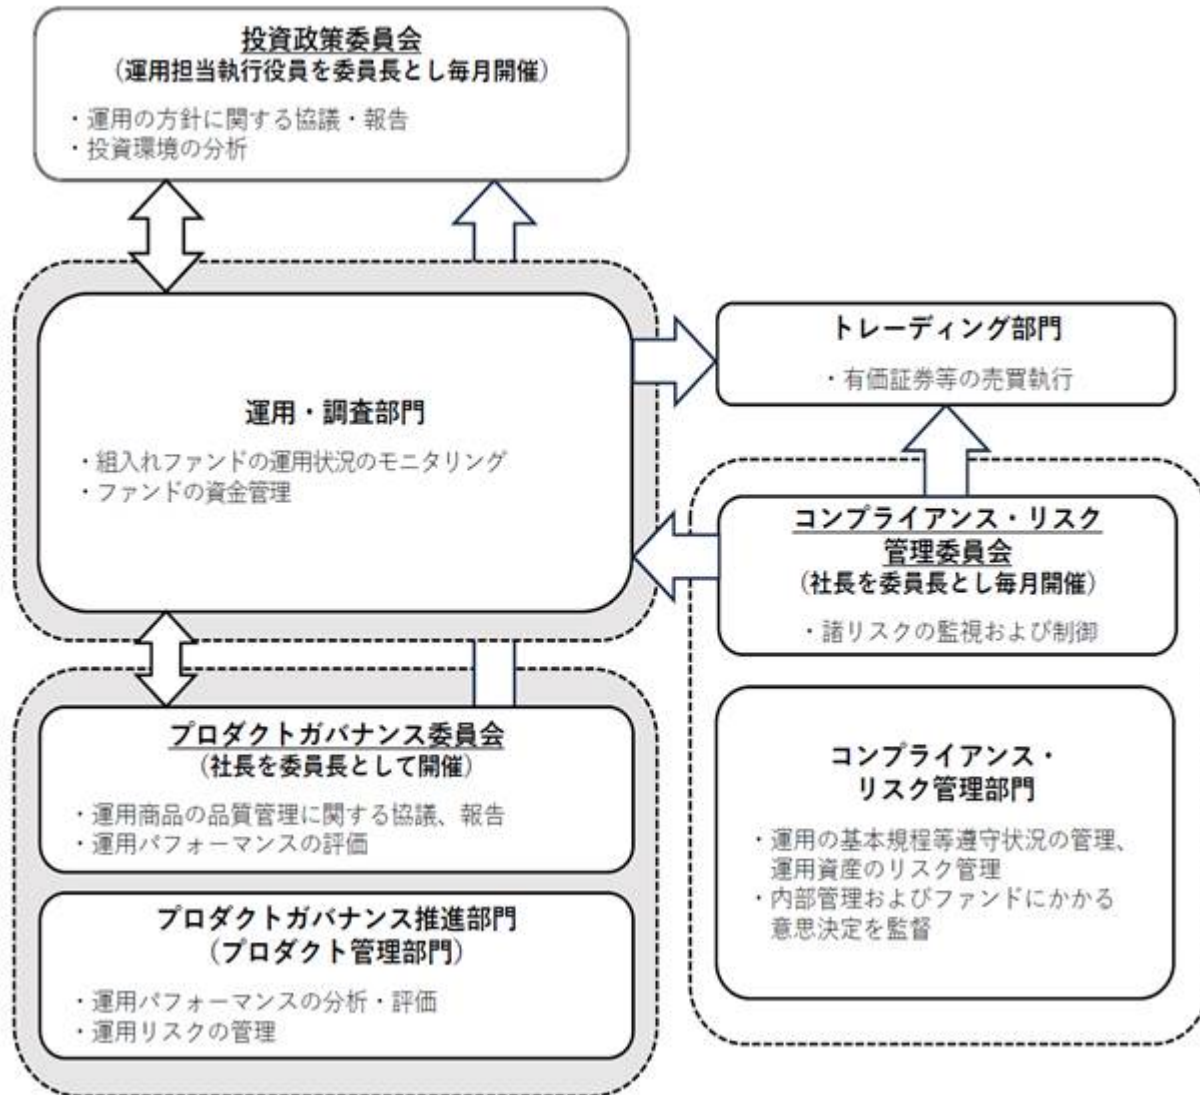 投資政策委員会
(運用担当執行役員を委員長とし毎月開催)
・運用の方針に関する協議・報告
・投資環境の分析
運用・調査部門
・組入れファンドの運用状況のモニタリング
・ファンドの資金管理
トレーディング部門
・有価証券等の売買執行
コンプライアンス・リスク
管理委員会
(社長を委員長とし毎月開催)
・諸リスクの監視および制御
プロダクトガバナンス委員会
(社長を委員長として開催)
・運用商品の品質管理に関する協議、報告
・運用パフォーマンスの評価
プロダクトガバナンス推進部門
(プロダクト管理部門)
・運用パフォーマンスの分析・評価
・運用リスクの管理
コンプライアンス・
リスク管理部門
・運用の基本規程等遵守状況の管理、
運用資産のリスク管理
・内部管理およびファンドにかかる
意思決定を監督